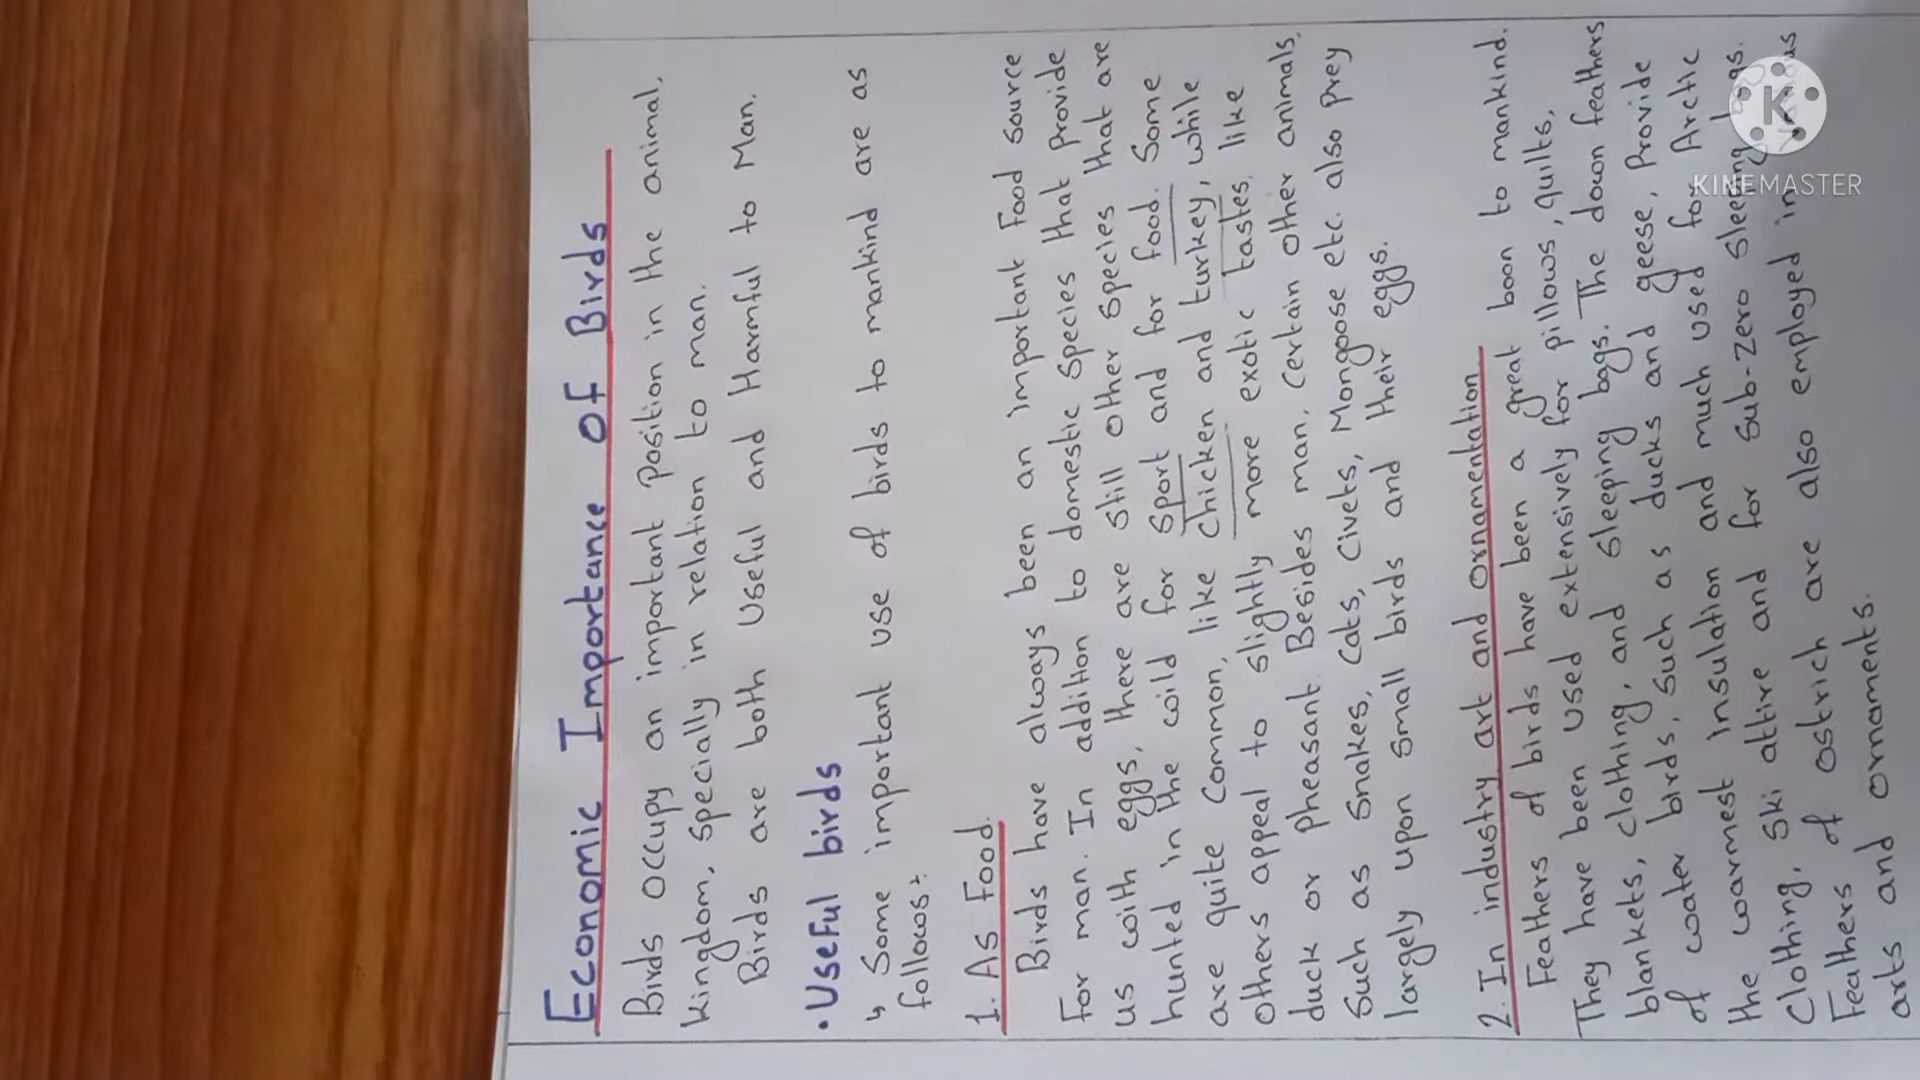 Economic Importance of Birds
Birds occupy an important position in the animal,
kingdom, specially in relation to man.
Birds are both useful and Harmful to Man.
• Useful birds
↳ Some important use of birds to mankind are as
follows:
1. As Food.
Birds have always been an important Food source
For man. In addition to domestic species that provide
us with eggs, there are still other species that are
hunted in the wild for sport and for food. Some
are quite common, like chicken and turkey, while
others appeal to slightly more exotic tastes, like
duck or pheasant. Besides man, certain other animals,
such as snakes, cats, civets, Mongoose etc. also prey
largely upon small birds and their eggs.
2. In industry art and ornamentation
Feathers of birds have been a great boon to mankind.
They have been used extensively for pillows, quilts,
blankets, clothing, and sleeping bags. The down feathers
of water birds, such as ducks and geese, provide
the warmest insulation and much used for Arctic
clothing, ski attire and for sub-zero sleeping bags.
Feathers of ostrich are also employed in various
arts and ornaments.
K
KINEMASTER